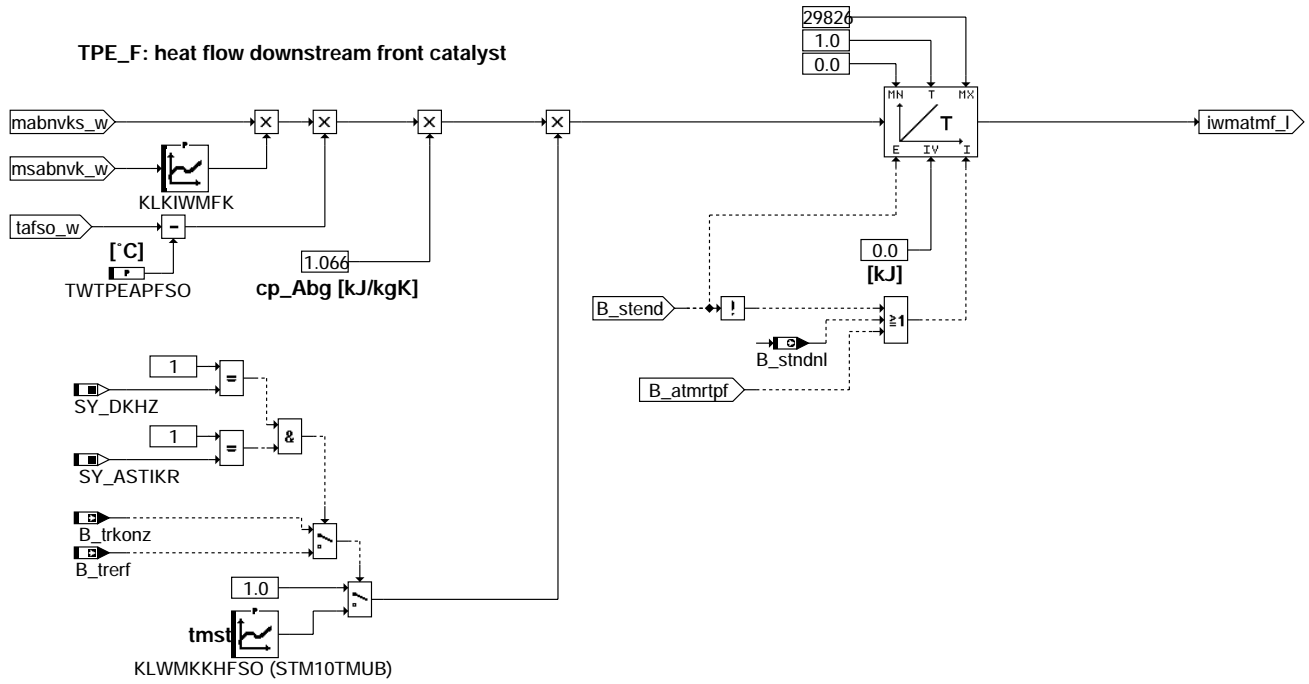 29826
1.0
0.0
TPE_F: heat flow downstream front catalyst
MN T MX
mabnvks_w
T
iwmatmf_l
E IV I
P
msabnvk_w
KLKIWMFK
tafso_w
[°C]
P
TWTPEAPFSO
1.066
cp_Abg [kJ/kgK]
0.0
[kJ]
B_stend
!
≥1
B_stndnl
B_atmrtpf
1
=
SY_DKHZ
&
1
=
SY_ASTIKR
B_trkonz
B_trerf
1.0
P
tmst
KLWMKKHFSO (STM10TMUB)